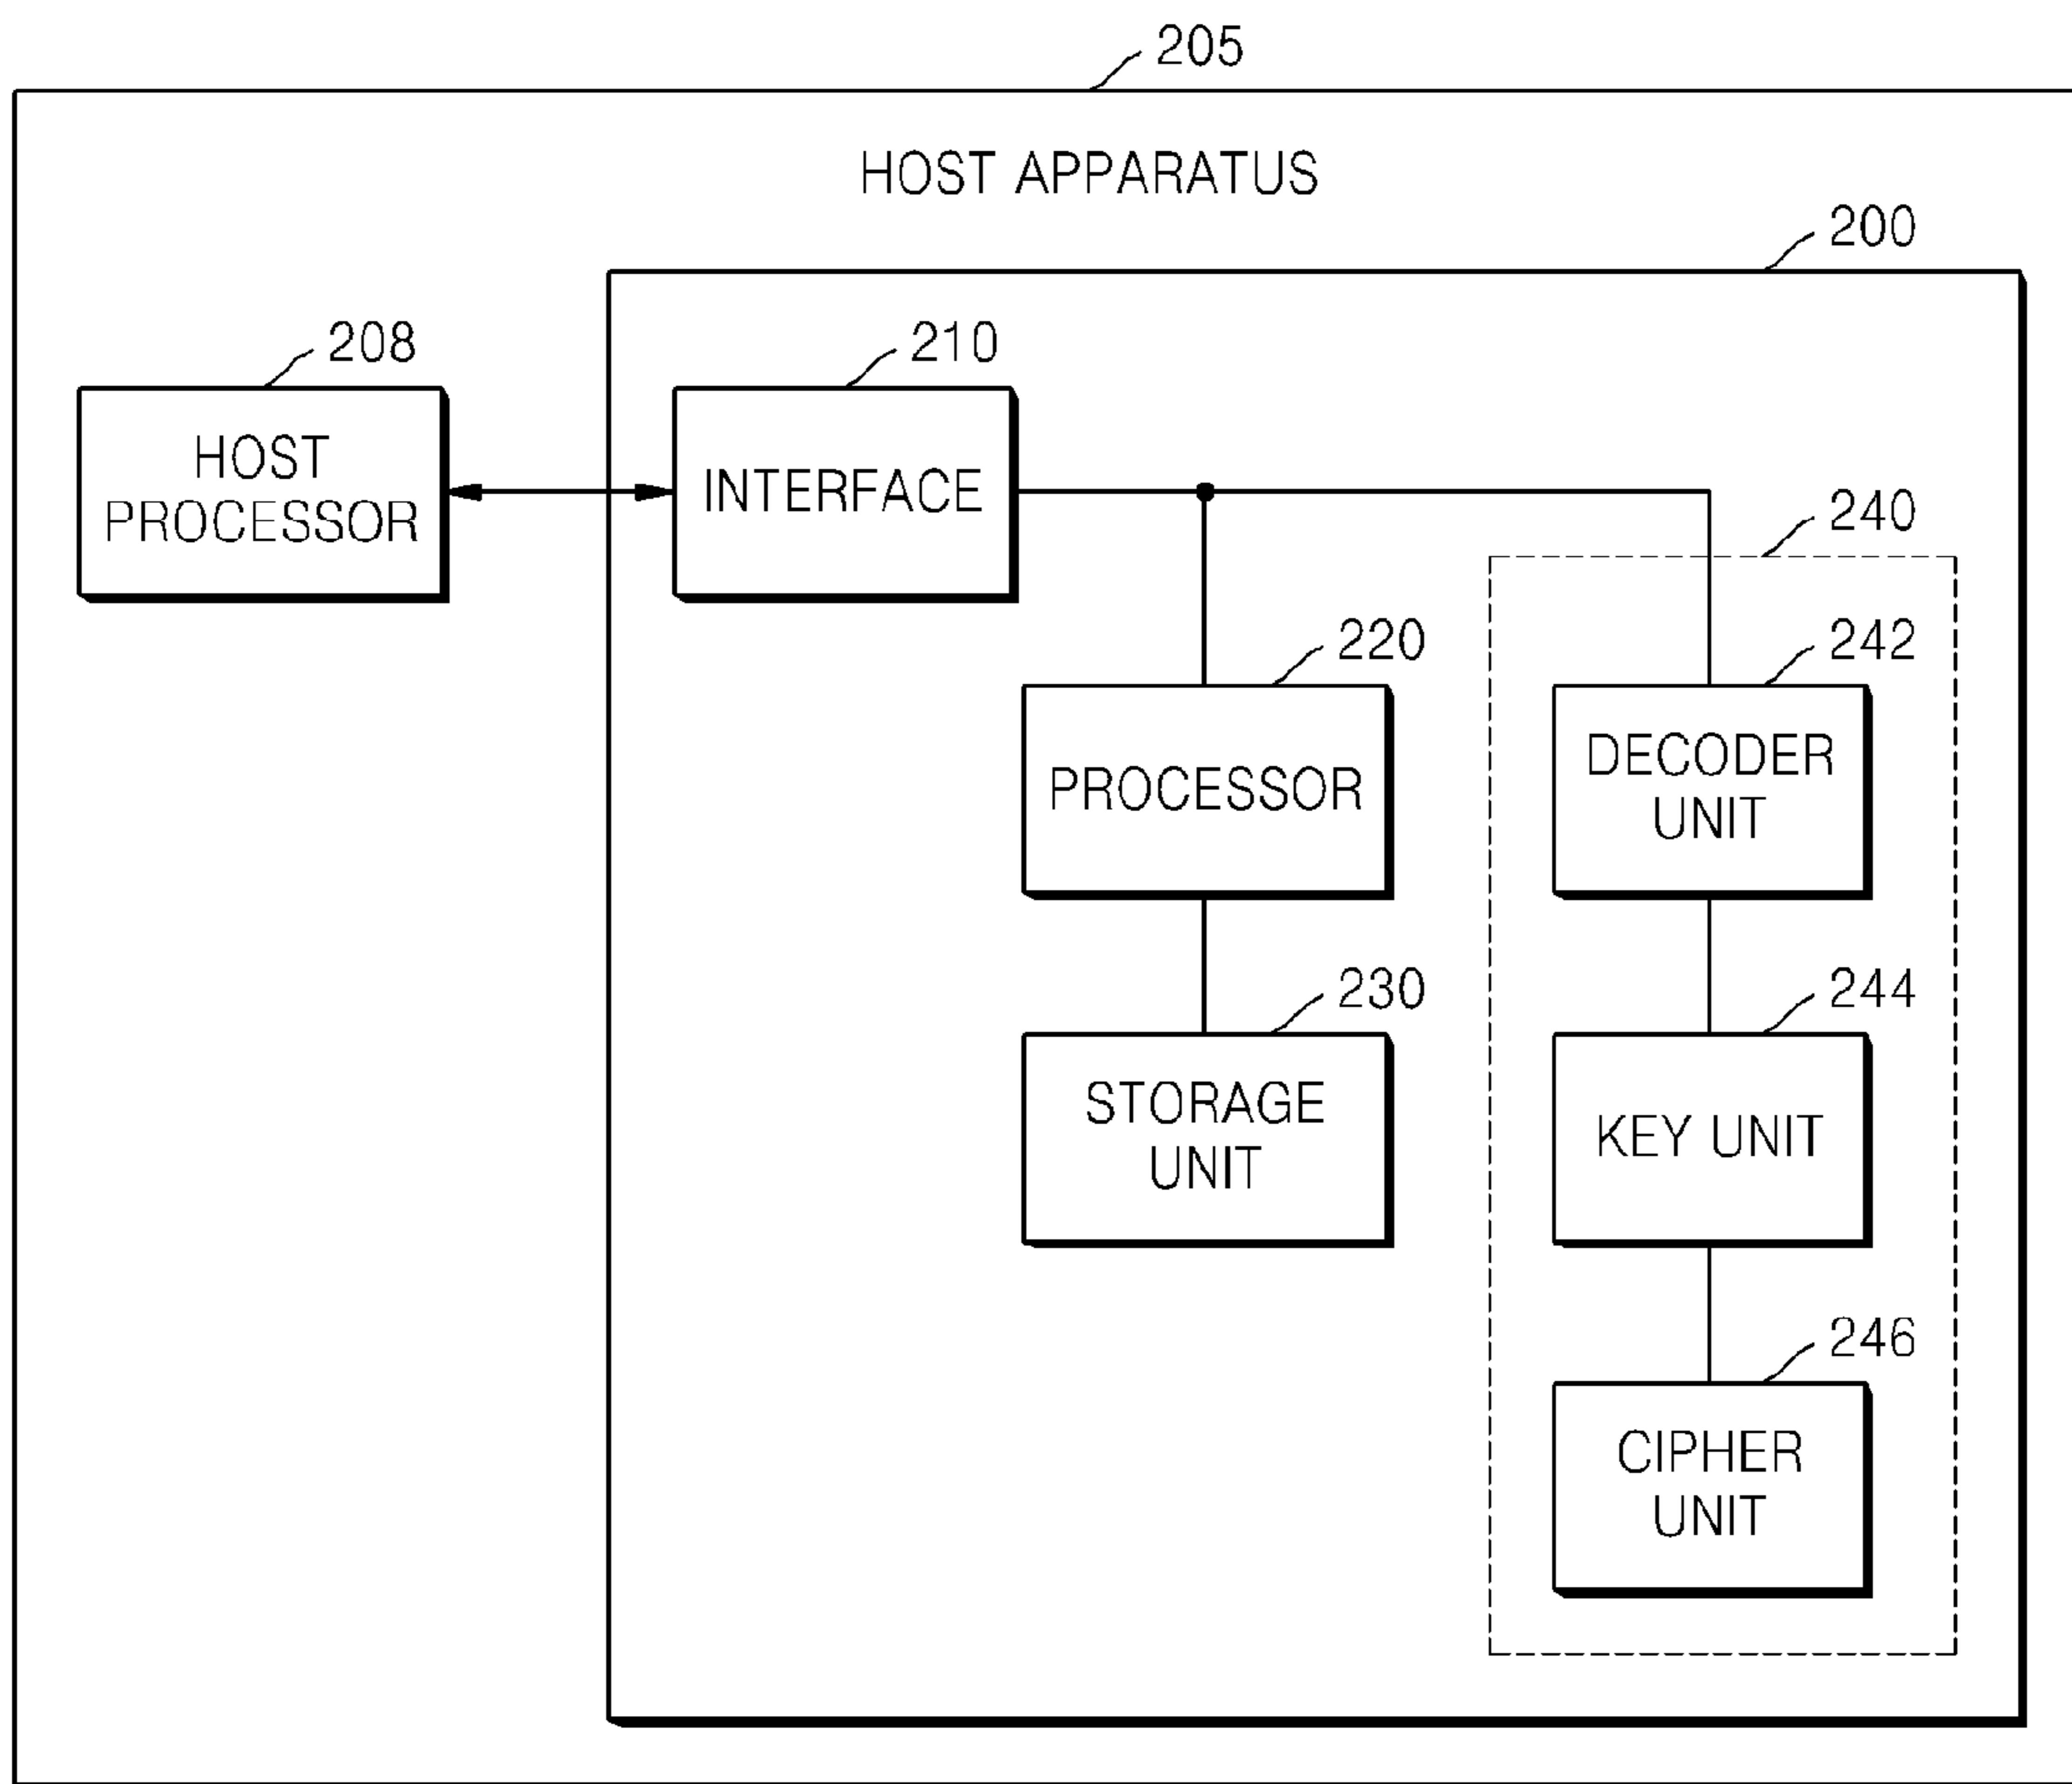 205
HOST APPARATUS
200
208
210
HOST
PROCESSOR
INTERFACE
240
220
242
PROCESSOR
DECODER
UNIT
230
244
STORAGE
UNIT
KEY UNIT
246
CIPHER
UNIT